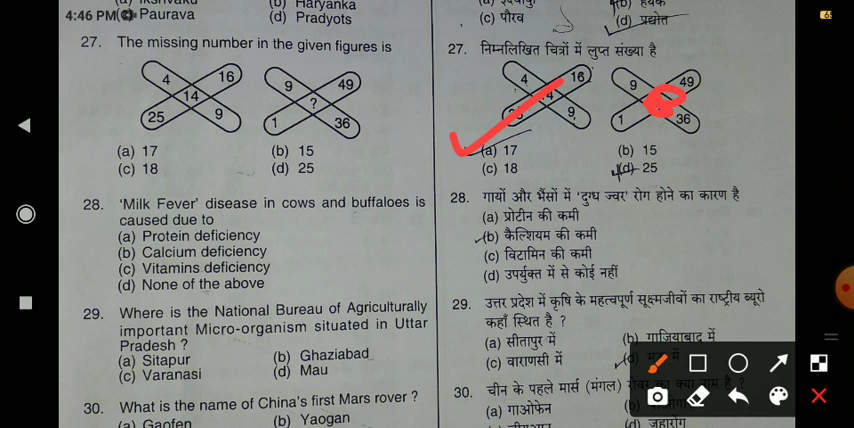 4:46 PM
Paurava
(b) Haryanka
(d) Pradyots
27. The missing number in the given figures is
4 16
14
25 9
9 49
?
1 36
(a) 17 (b) 15
(c) 18 (d) 25
28. 'Milk Fever' disease in cows and buffaloes is
caused due to
(a) Protein deficiency
(b) Calcium deficiency
(c) Vitamins deficiency
(d) None of the above
29. Where is the National Bureau of Agriculturally
important Micro-organism situated in Uttar
Pradesh ?
(a) Sitapur (b) Ghaziabad
(c) Varanasi (d) Mau
30. What is the name of China's first Mars rover ?
(a) Gaofen (b) Yaogan
(c) पौरव (d) प्रद्योत
27. निम्नलिखित चित्रों में लुप्त संख्या है
4 16
9
9 49
1 36
(a) 17 (b) 15
(c) 18 (d) 25
28. गायों और भैंसों में 'दुग्ध ज्वर' रोग होने का कारण है
(a) प्रोटीन की कमी
(b) कैल्शियम की कमी
(c) विटामिन की कमी
(d) उपर्युक्त में से कोई नहीं
29. उत्तर प्रदेश में कृषि के महत्वपूर्ण सूक्ष्मजीवों का राष्ट्रीय ब्यूरो
कहाँ स्थित है ?
(a) सीतापुर में (b) गाज़ियाबाद में
(c) वाराणसी में
30. चीन के पहले मार्स (मंगल)
(a) गाओफेन